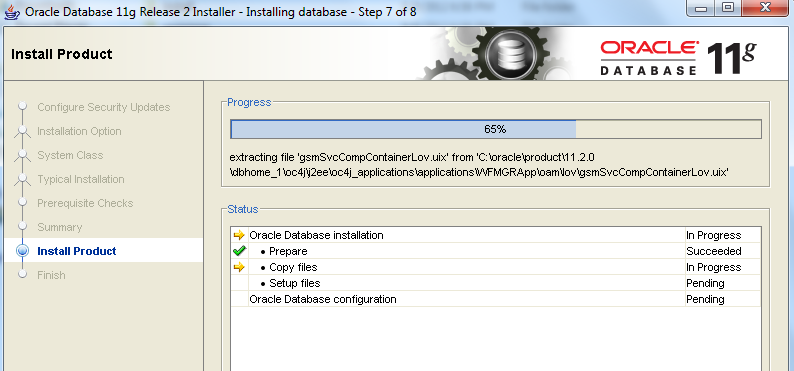 Oracle Database 11g Release 2 Installer - Installing database - Step 7 of 8
Install Product
ORACLE
DATABASE 11g
Configure Security Updates
Installation Option
System Class
Typical Installation
Prerequisite Checks
Summary
Install Product
Finish
Progress
65%
extracting file 'gsmSvcCompContainerLov.uix' from 'C:\oracle\product\11.2.0
\dbhome_1\oc4j\j2ee\oc4j_applications\applications\WFMGRApp\oam\lov\gsmSvcCompContainerLov.uix'
Status
Oracle Database installation In Progress
• Prepare Succeeded
• Copy files In Progress
• Setup files Pending
Oracle Database configuration Pending